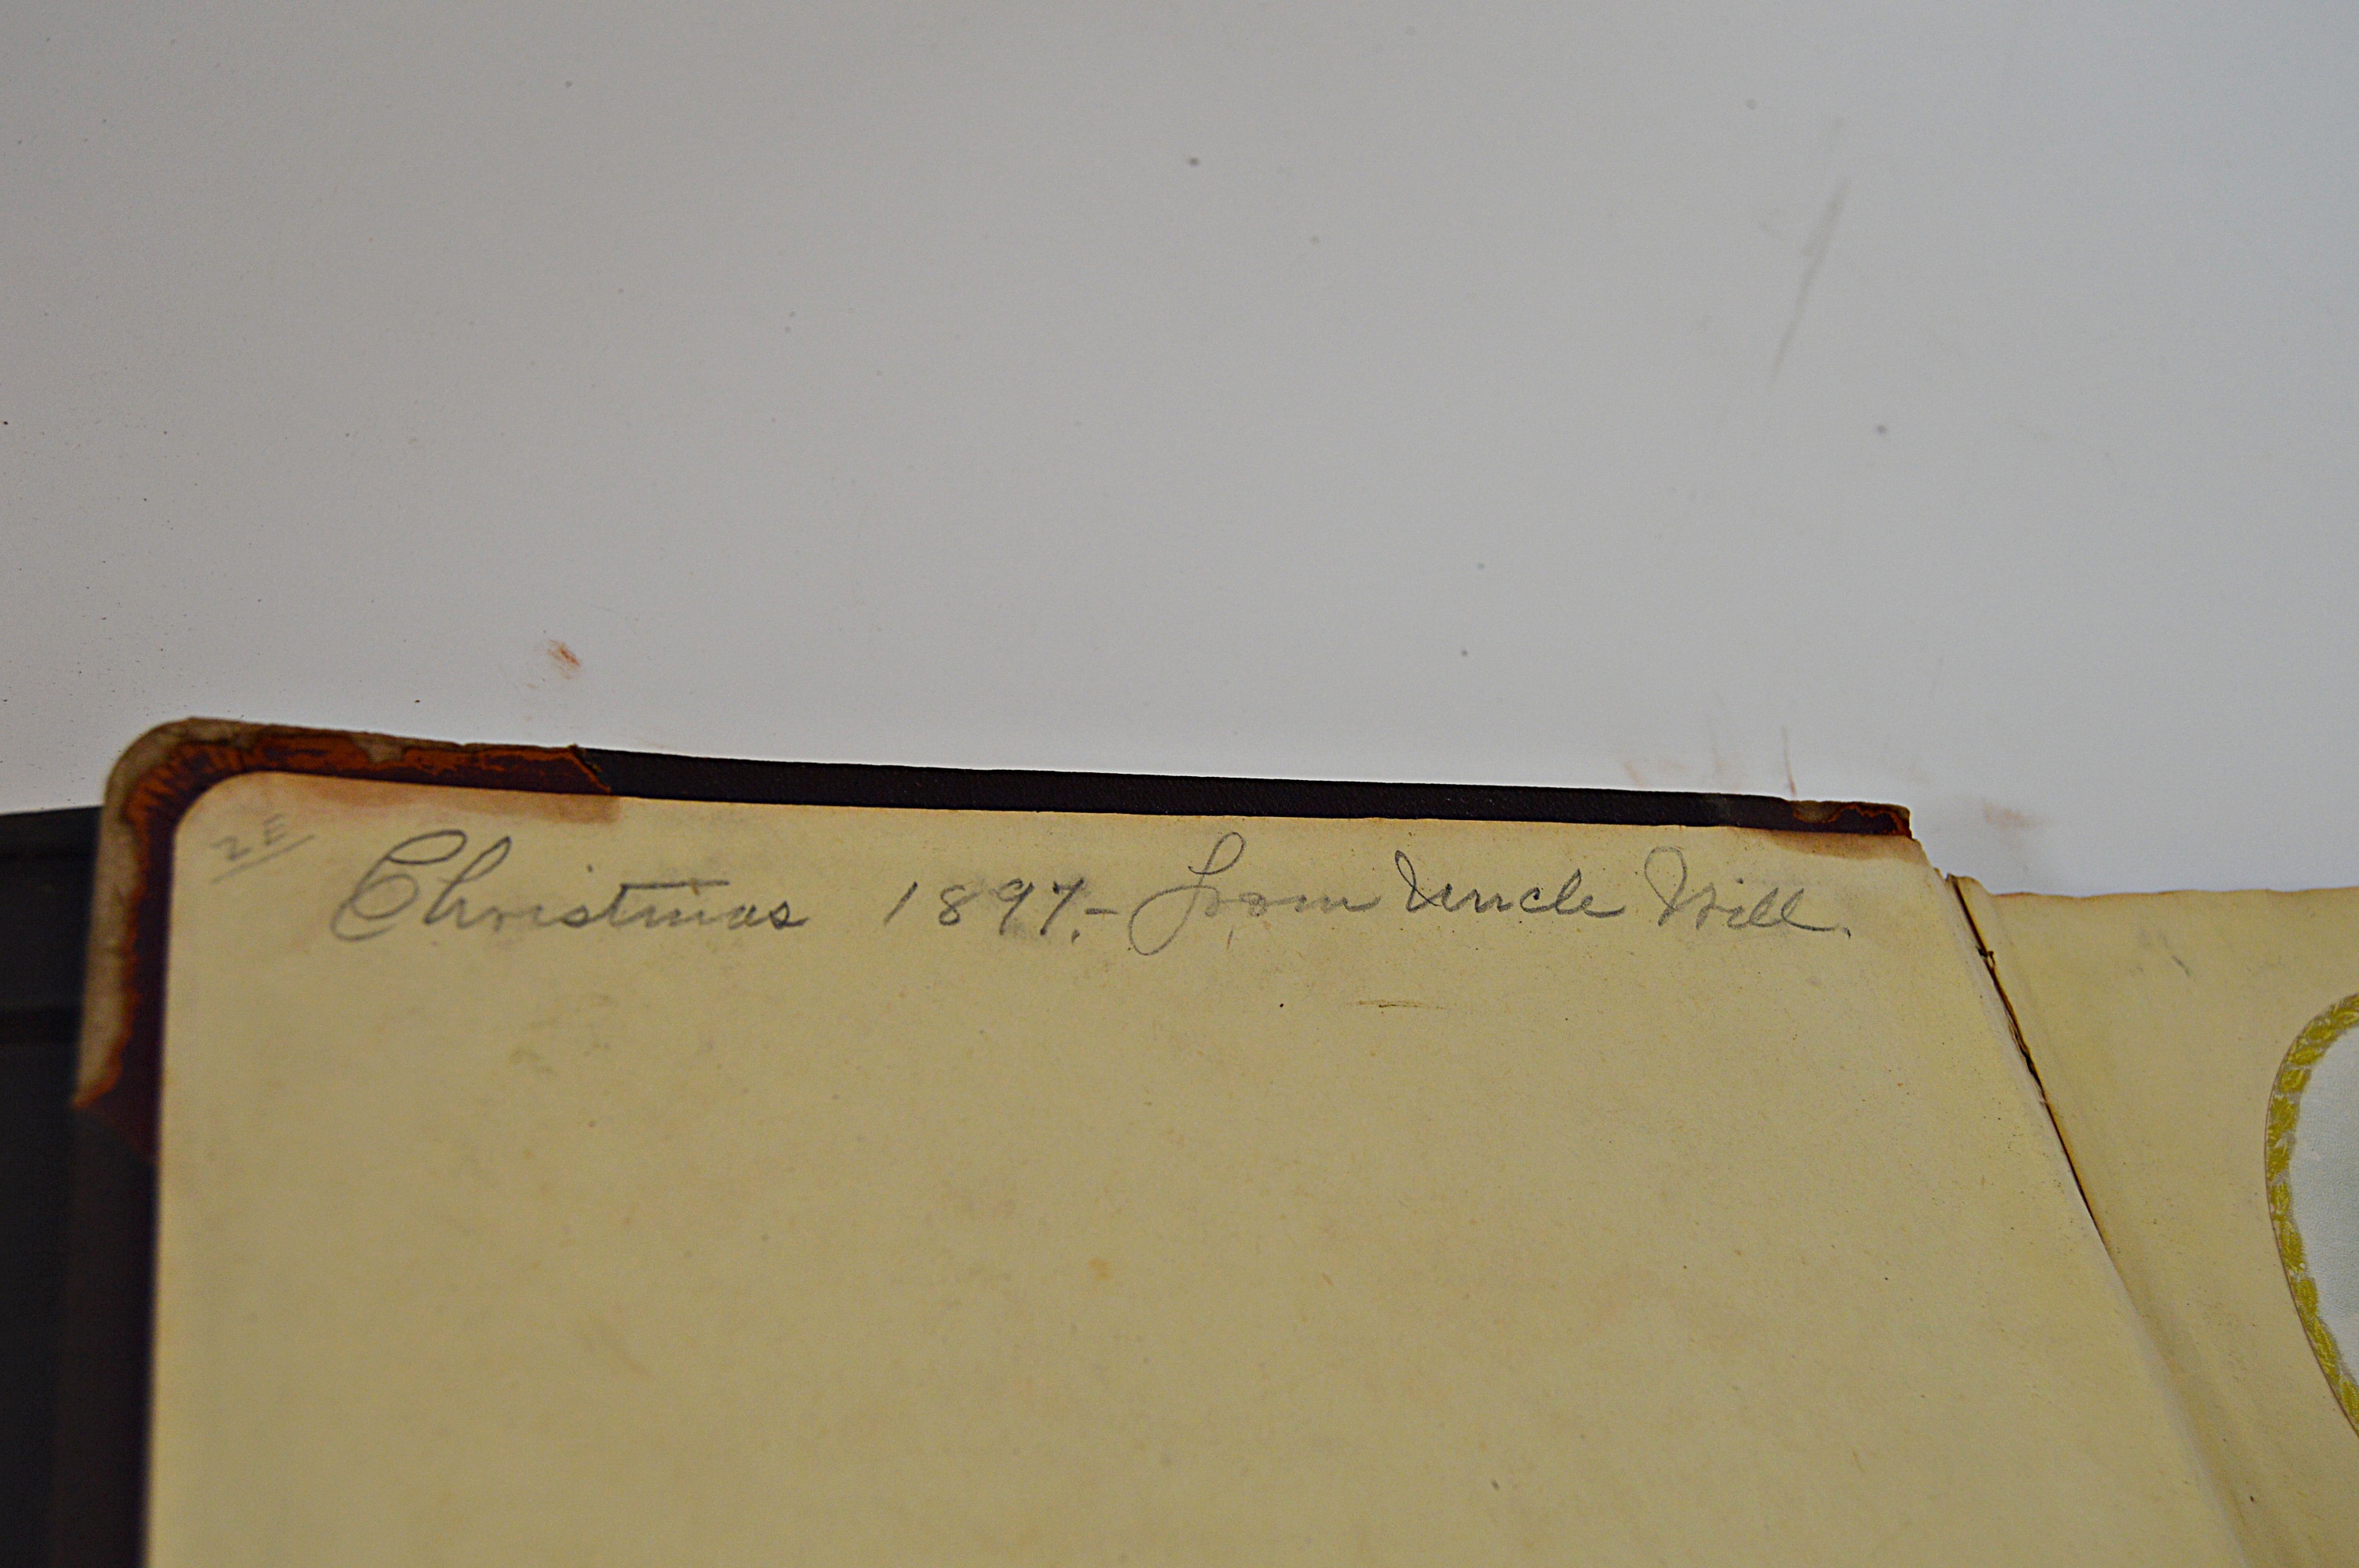 2E
Christmas 1897.- from Uncle Will.